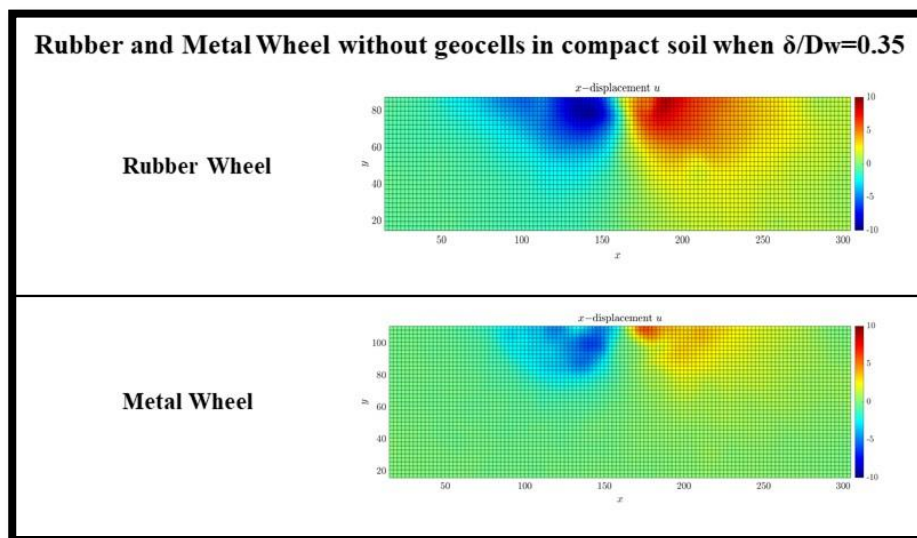 Rubber and Metal Wheel without geocells in compact soil when δ/Dw=0.35
x−displacement u
Rubber Wheel
y
80
60
40
20
50 100 150 200 250 300
x
10
5
0
-5
-10
x−displacement u
Metal Wheel
y
100
80
60
40
20
50 100 150 200 250 300
x
10
5
0
-5
-10